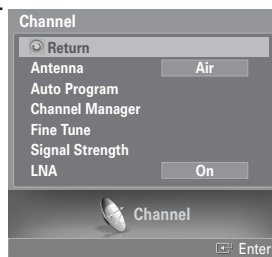 Channel
Return
Antenna Air
Auto Program
Channel Manager
Fine Tune
Signal Strength
LNA On
Channel
Enter